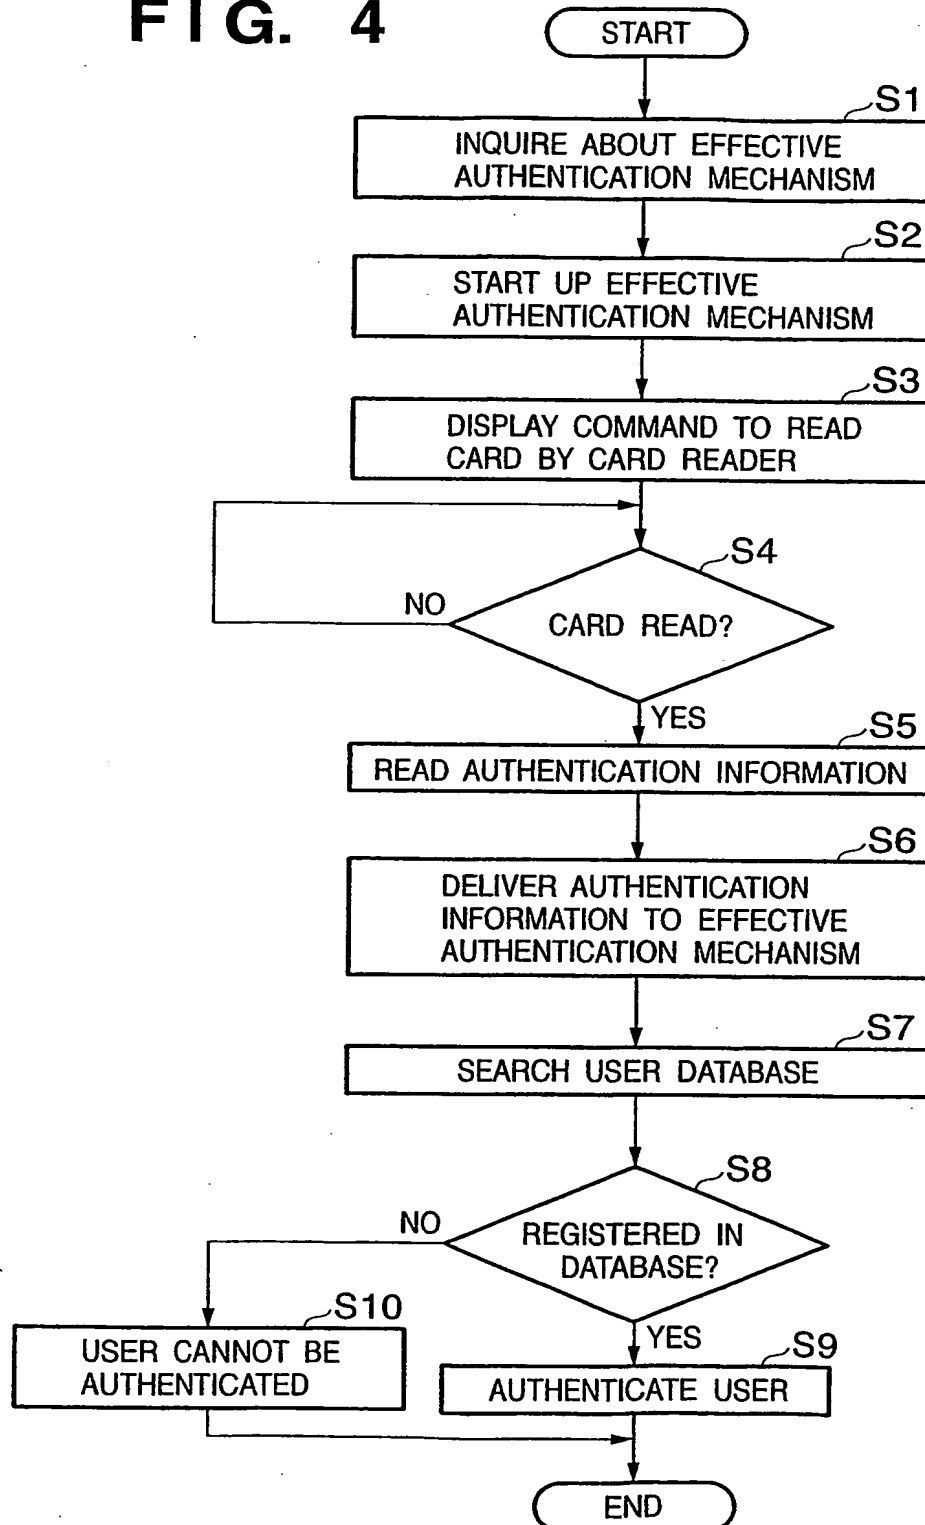 FIG. 4
START
S1
INQUIRE ABOUT EFFECTIVE
AUTHENTICATION MECHANISM
S2
START UP EFFECTIVE
AUTHENTICATION MECHANISM
S3
DISPLAY COMMAND TO READ
CARD BY CARD READER
S4
NO
CARD READ?
YES
S5
READ AUTHENTICATION INFORMATION
S6
DELIVER AUTHENTICATION
INFORMATION TO EFFECTIVE
AUTHENTICATION MECHANISM
S7
SEARCH USER DATABASE
S8
NO
REGISTERED IN
DATABASE?
S10
USER CANNOT BE
AUTHENTICATED
YES
S9
AUTHENTICATE USER
END